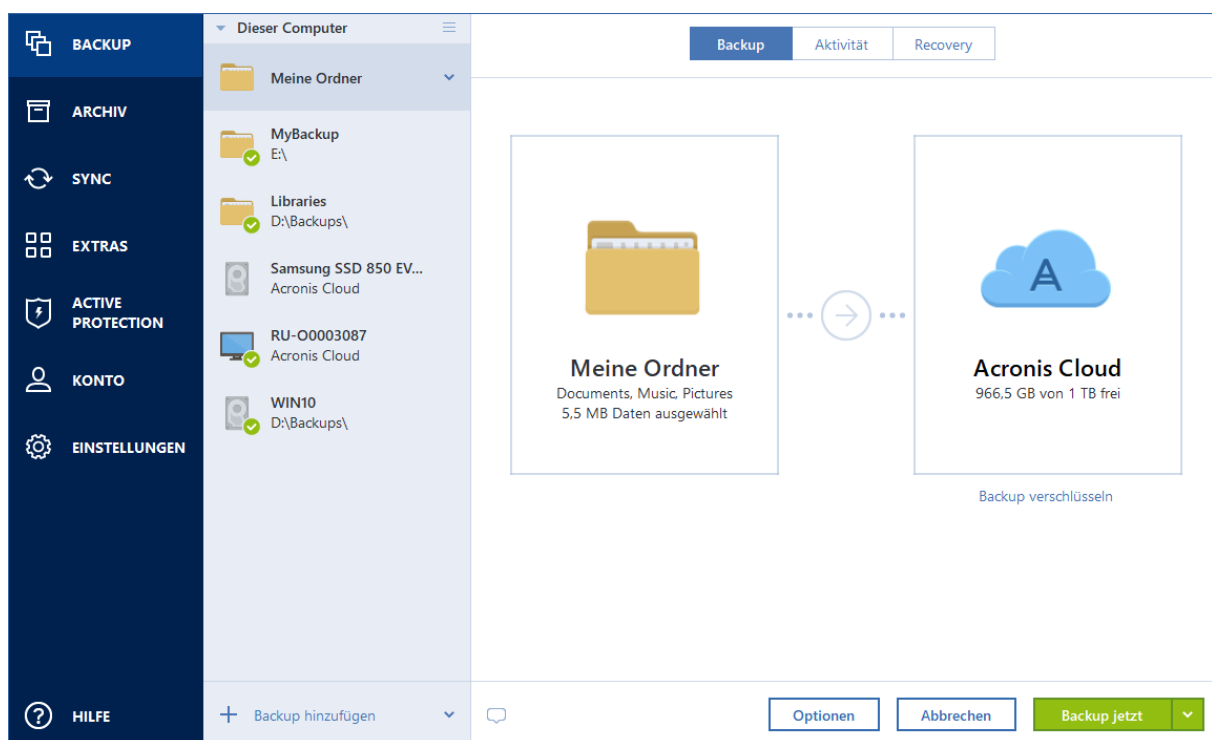 BACKUP
ARCHIV
SYNC
EXTRAS
ACTIVE
PROTECTION
KONTO
EINSTELLUNGEN
HILFE
Dieser Computer
Meine Ordner
MyBackup
E:\
Libraries
D:\Backups\
Samsung SSD 850 EV...
Acronis Cloud
RU-O0003087
Acronis Cloud
WIN10
D:\Backups\
Backup hinzufügen
Backup Aktivität Recovery
Meine Ordner
Documents, Music, Pictures
5,5 MB Daten ausgewählt
A
Acronis Cloud
966,5 GB von 1 TB frei
Backup verschlüsseln
Optionen Abbrechen Backup jetzt